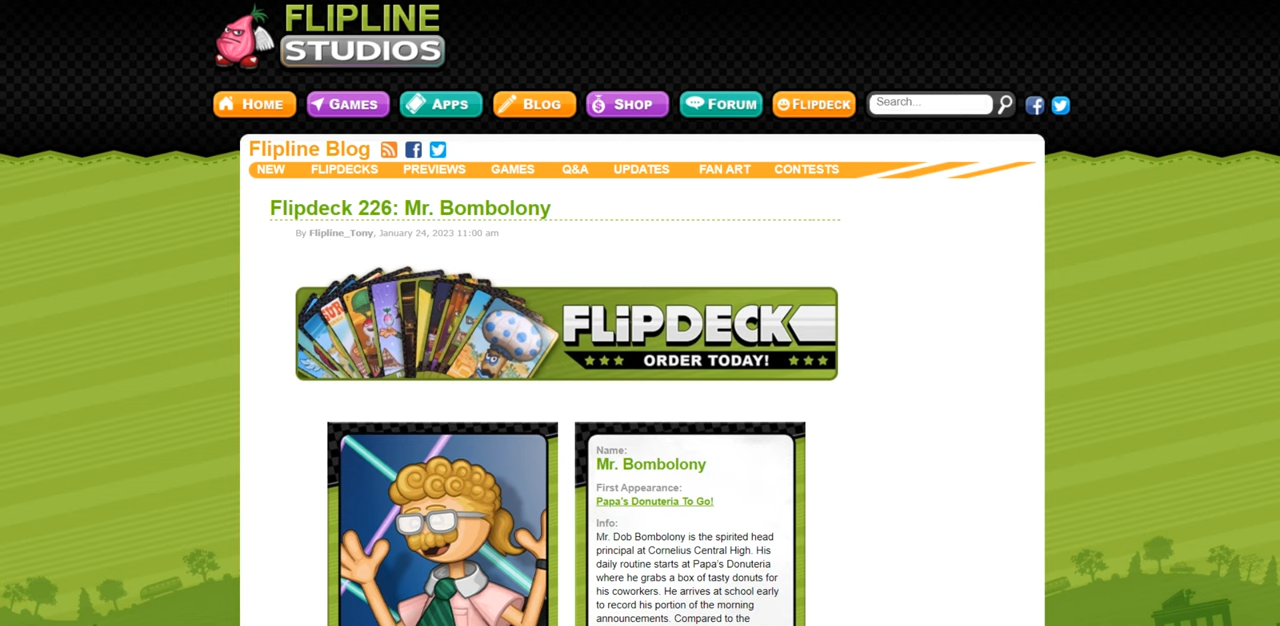 FLIPLINE
STUDIOS
HOME GAMES APPS BLOG SHOP FORUM FLIPDECK Search...
Flipline Blog
NEW FLIPDECKS PREVIEWS GAMES Q&A UPDATES FAN ART CONTESTS
Flipdeck 226: Mr. Bombolony
By Flipline_Tony, January 24, 2023 11:00 am
FLiPDECK
ORDER TODAY!
Name:
Mr. Bombolony
First Appearance:
Papa's Donuteria To Go!
Info:
Mr. Dob Bombolony is the spirited head
principal at Cornelius Central High. His
daily routine starts at Papa's Donuteria
where he grabs a box of tasty donuts for
his coworkers. He arrives at school early
to record his portion of the morning
announcements. Compared to the